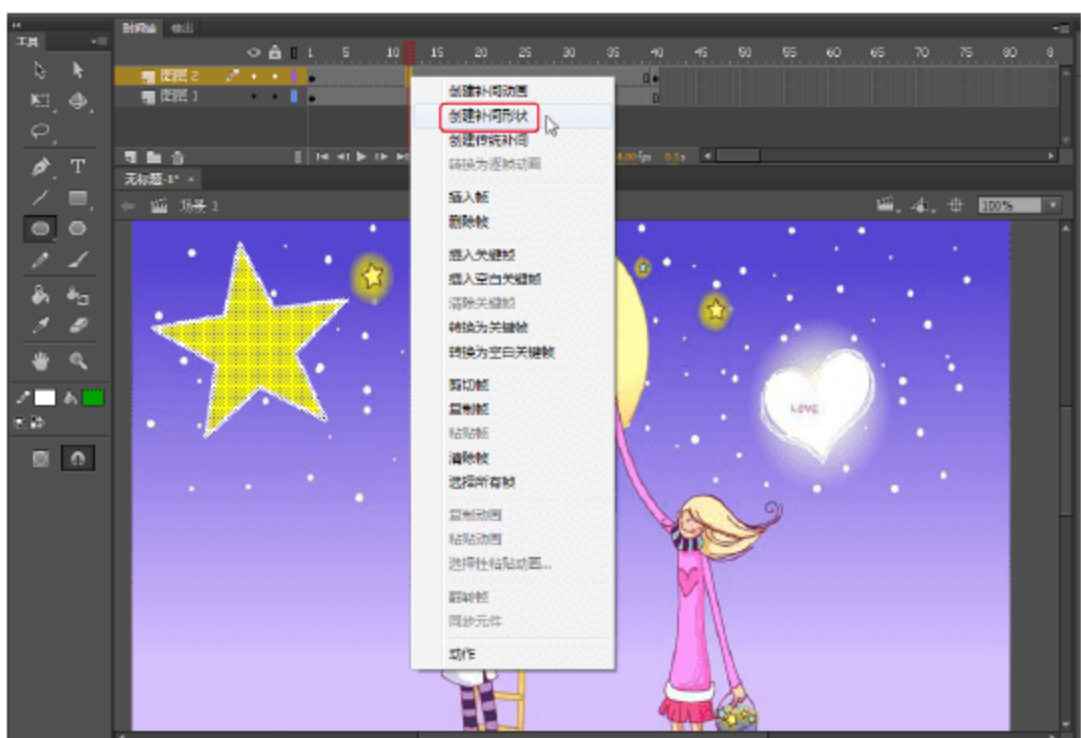 时间轴 输出
工具
1 5 10 15 20 25 30 35 40 45 50 55 60 65 70 75 80 8
图层 2
图层 1
4.00fps 0.5s
无标题-1*
场景 1
100%
创建补间动画
创建补间形状
创建传统补间
转换为逐帧动画
插入帧
删除帧
插入关键帧
插入空白关键帧
清除关键帧
转换为关键帧
转换为空白关键帧
剪切帧
复制帧
粘贴帧
清除帧
选择所有帧
复制动画
粘贴动画
选择性粘贴动画...
翻转帧
同步元件
动作
T
LOVE